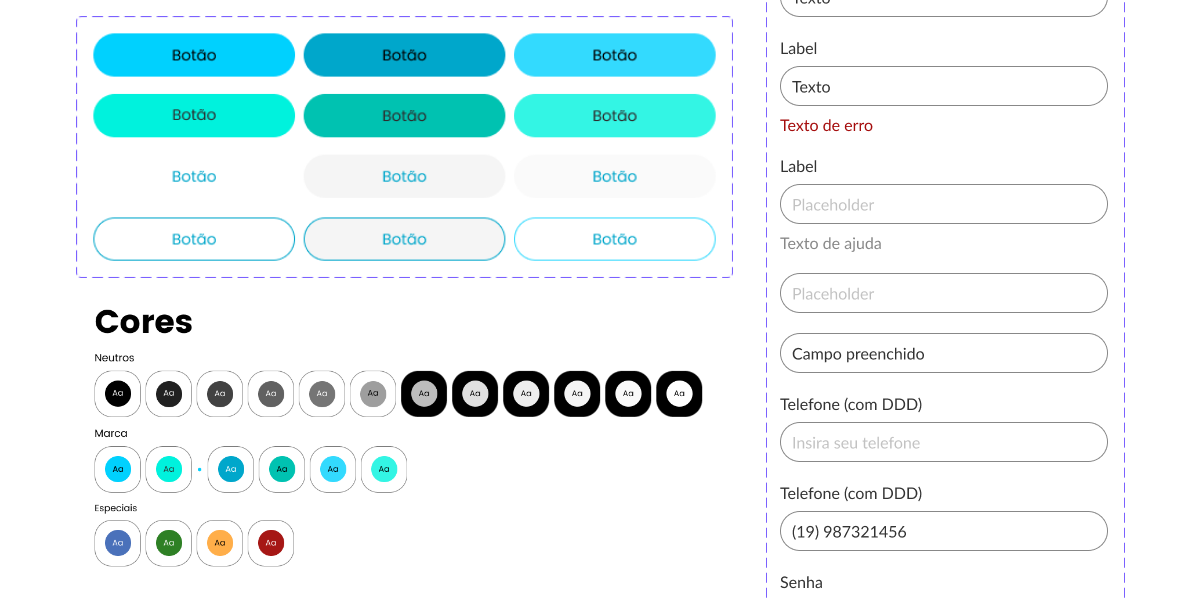 Botão Botão Botão
Botão Botão Botão
Botão Botão Botão
Botão Botão Botão
Cores
Neutros
Aa Aa Aa Aa Aa Aa Aa Aa Aa Aa Aa Aa
Marca
Aa Aa Aa Aa Aa Aa
Especiais
Aa Aa Aa Aa
Texto
Label
Texto
Texto de erro
Label
Placeholder
Texto de ajuda
Placeholder
Campo preenchido
Telefone (com DDD)
Insira seu telefone
Telefone (com DDD)
(19) 987321456
Senha